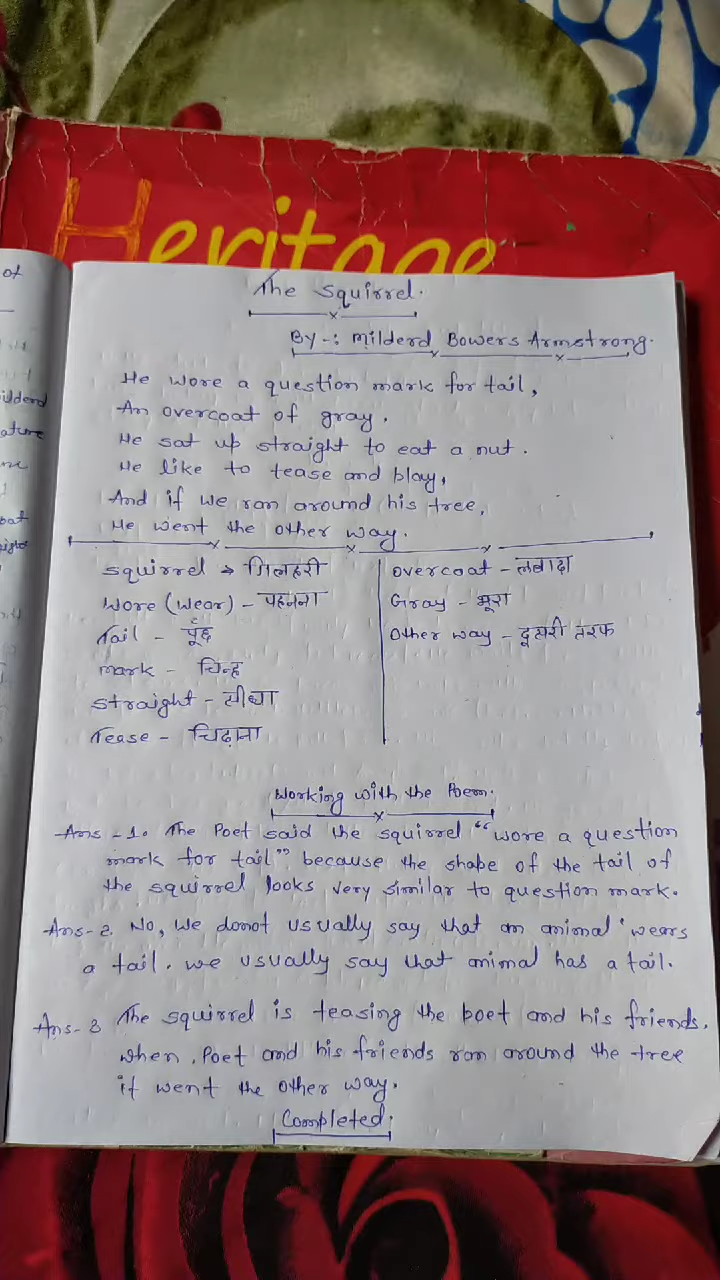 Heritage
The Squirrel.
By-: Milderd Bowers Armstrong.
He wore a question mark for tail,
An overcoat of gray.
He sat up straight to eat a nut.
He like to tease and play,
And if we ran around his tree,
He went the other way.
squirrel → गिलहरी
Wore (wear) - पहनना
Tail - पूँछ
mark - चिन्ह
straight - सीधा
Tease - चिढ़ाना
Overcoat - लबादा
Gray - भूरा
Other way - दूसरी तरफ
Working with the Poem.
Ans -1. The Poet said the squirrel "wore a question
mark for tail" because the shape of the tail of
the squirrel looks very similar to question mark.
Ans-2 No, We donot usually say that an animal 'wears
a tail. we usually say that animal has a tail.
Ans-3 The squirrel is teasing the poet and his friends,
when, Poet and his friends ran around the tree
it went the other way.
Completed.
of